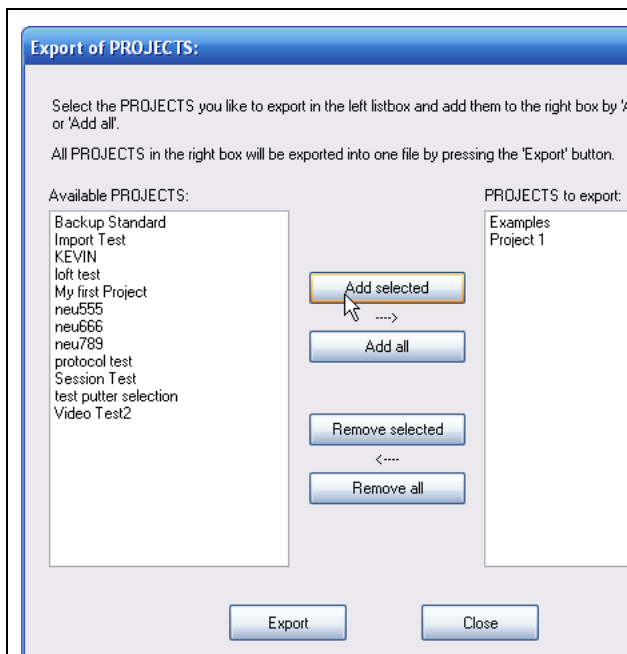 Export of PROJECTS:
Select the PROJECTS you like to export in the left listbox and add them to the right box by
or 'Add all'.
All PROJECTS in the right box will be exported into one file by pressing the 'Export' button.
Available PROJECTS:
PROJECTS to export:
Backup Standard
Import Test
KEVIN
loft test
My first Project
neu555
neu666
neu789
protocol test
Session Test
test putter selection
Video Test2
Add selected
---->
Add all
Remove selected
<----
Remove all
Examples
Project 1
Export
Close